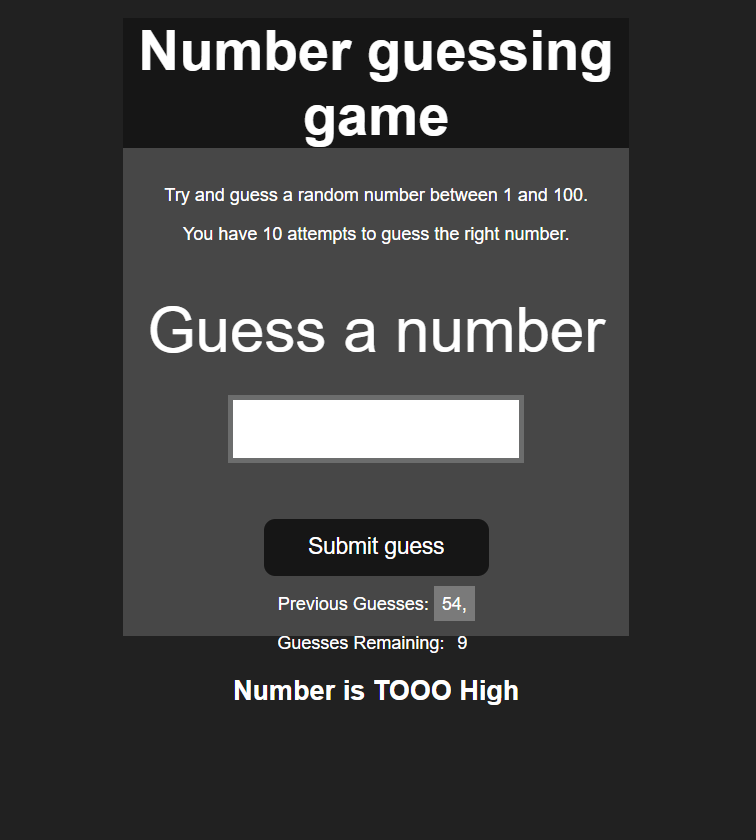 Number guessing
game
Try and guess a random number between 1 and 100.
You have 10 attempts to guess the right number.
Guess a number
Submit guess
Previous Guesses: 54,
Guesses Remaining: 9
Number is TOOO High